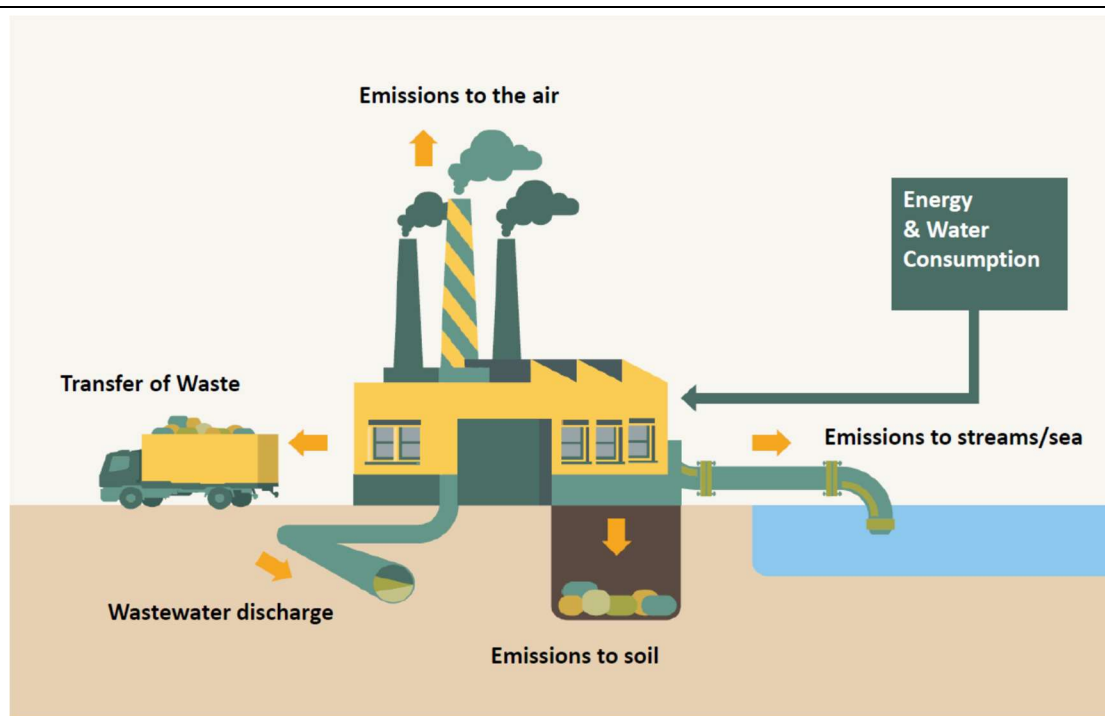 Emissions to the air
Energy
& Water
Consumption
Transfer of Waste
Emissions to streams/sea
Wastewater discharge
Emissions to soil